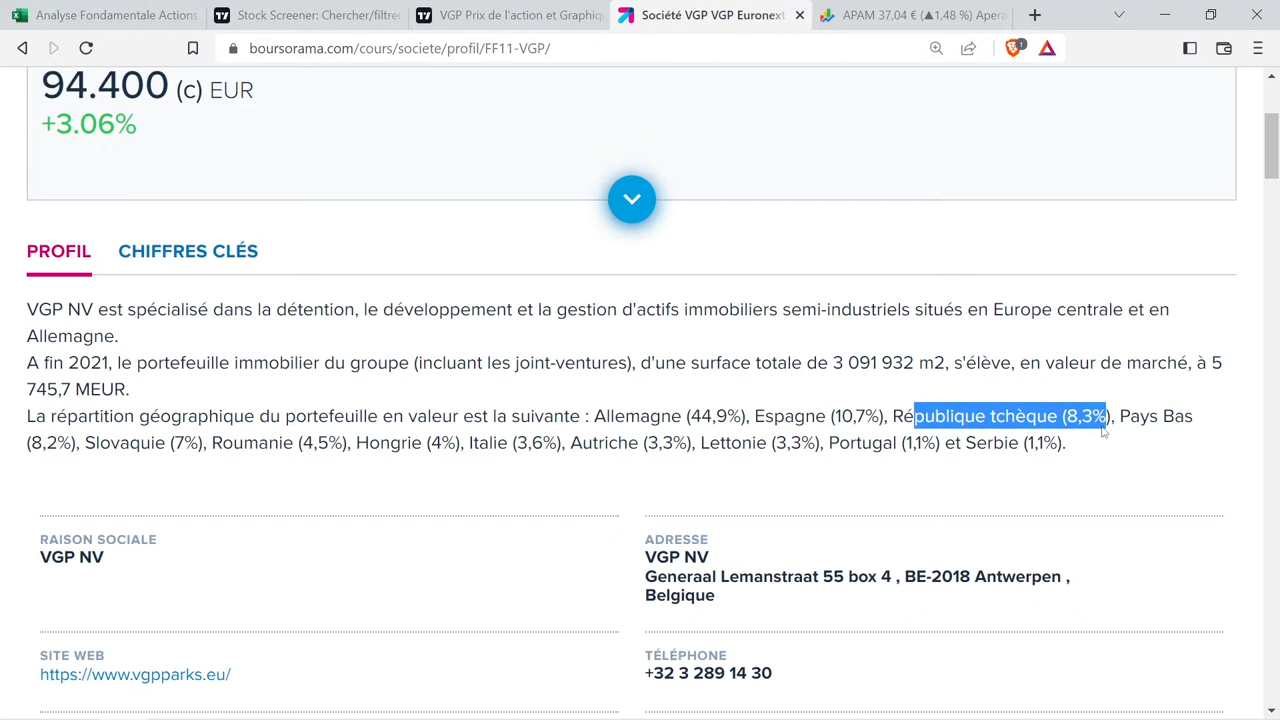 Analyse Fondamentale Actions
Stock Screener: Chercher/filtre
VGP Prix de l'action et Graphiq
Société VGP VGP Euronext
APAM 37,04 € (▲1,48 %) Apera
boursorama.com/cours/societe/profil/FF11-VGP/
1
94.400 (c) EUR
+3.06%
PROFIL
CHIFFRES CLÉS
VGP NV est spécialisé dans la détention, le développement et la gestion d'actifs immobiliers semi-industriels situés en Europe centrale et en
Allemagne.
A fin 2021, le portefeuille immobilier du groupe (incluant les joint-ventures), d'une surface totale de 3 091 932 m2, s'élève, en valeur de marché, à 5
745,7 MEUR.
La répartition géographique du portefeuille en valeur est la suivante : Allemagne (44,9%), Espagne (10,7%), République tchèque (8,3%), Pays Bas
(8,2%), Slovaquie (7%), Roumanie (4,5%), Hongrie (4%), Italie (3,6%), Autriche (3,3%), Lettonie (3,3%), Portugal (1,1%) et Serbie (1,1%).
RAISON SOCIALE
VGP NV
ADRESSE
VGP NV
Generaal Lemanstraat 55 box 4 , BE-2018 Antwerpen ,
Belgique
SITE WEB
https://www.vgpparks.eu/
TÉLÉPHONE
+32 3 289 14 30